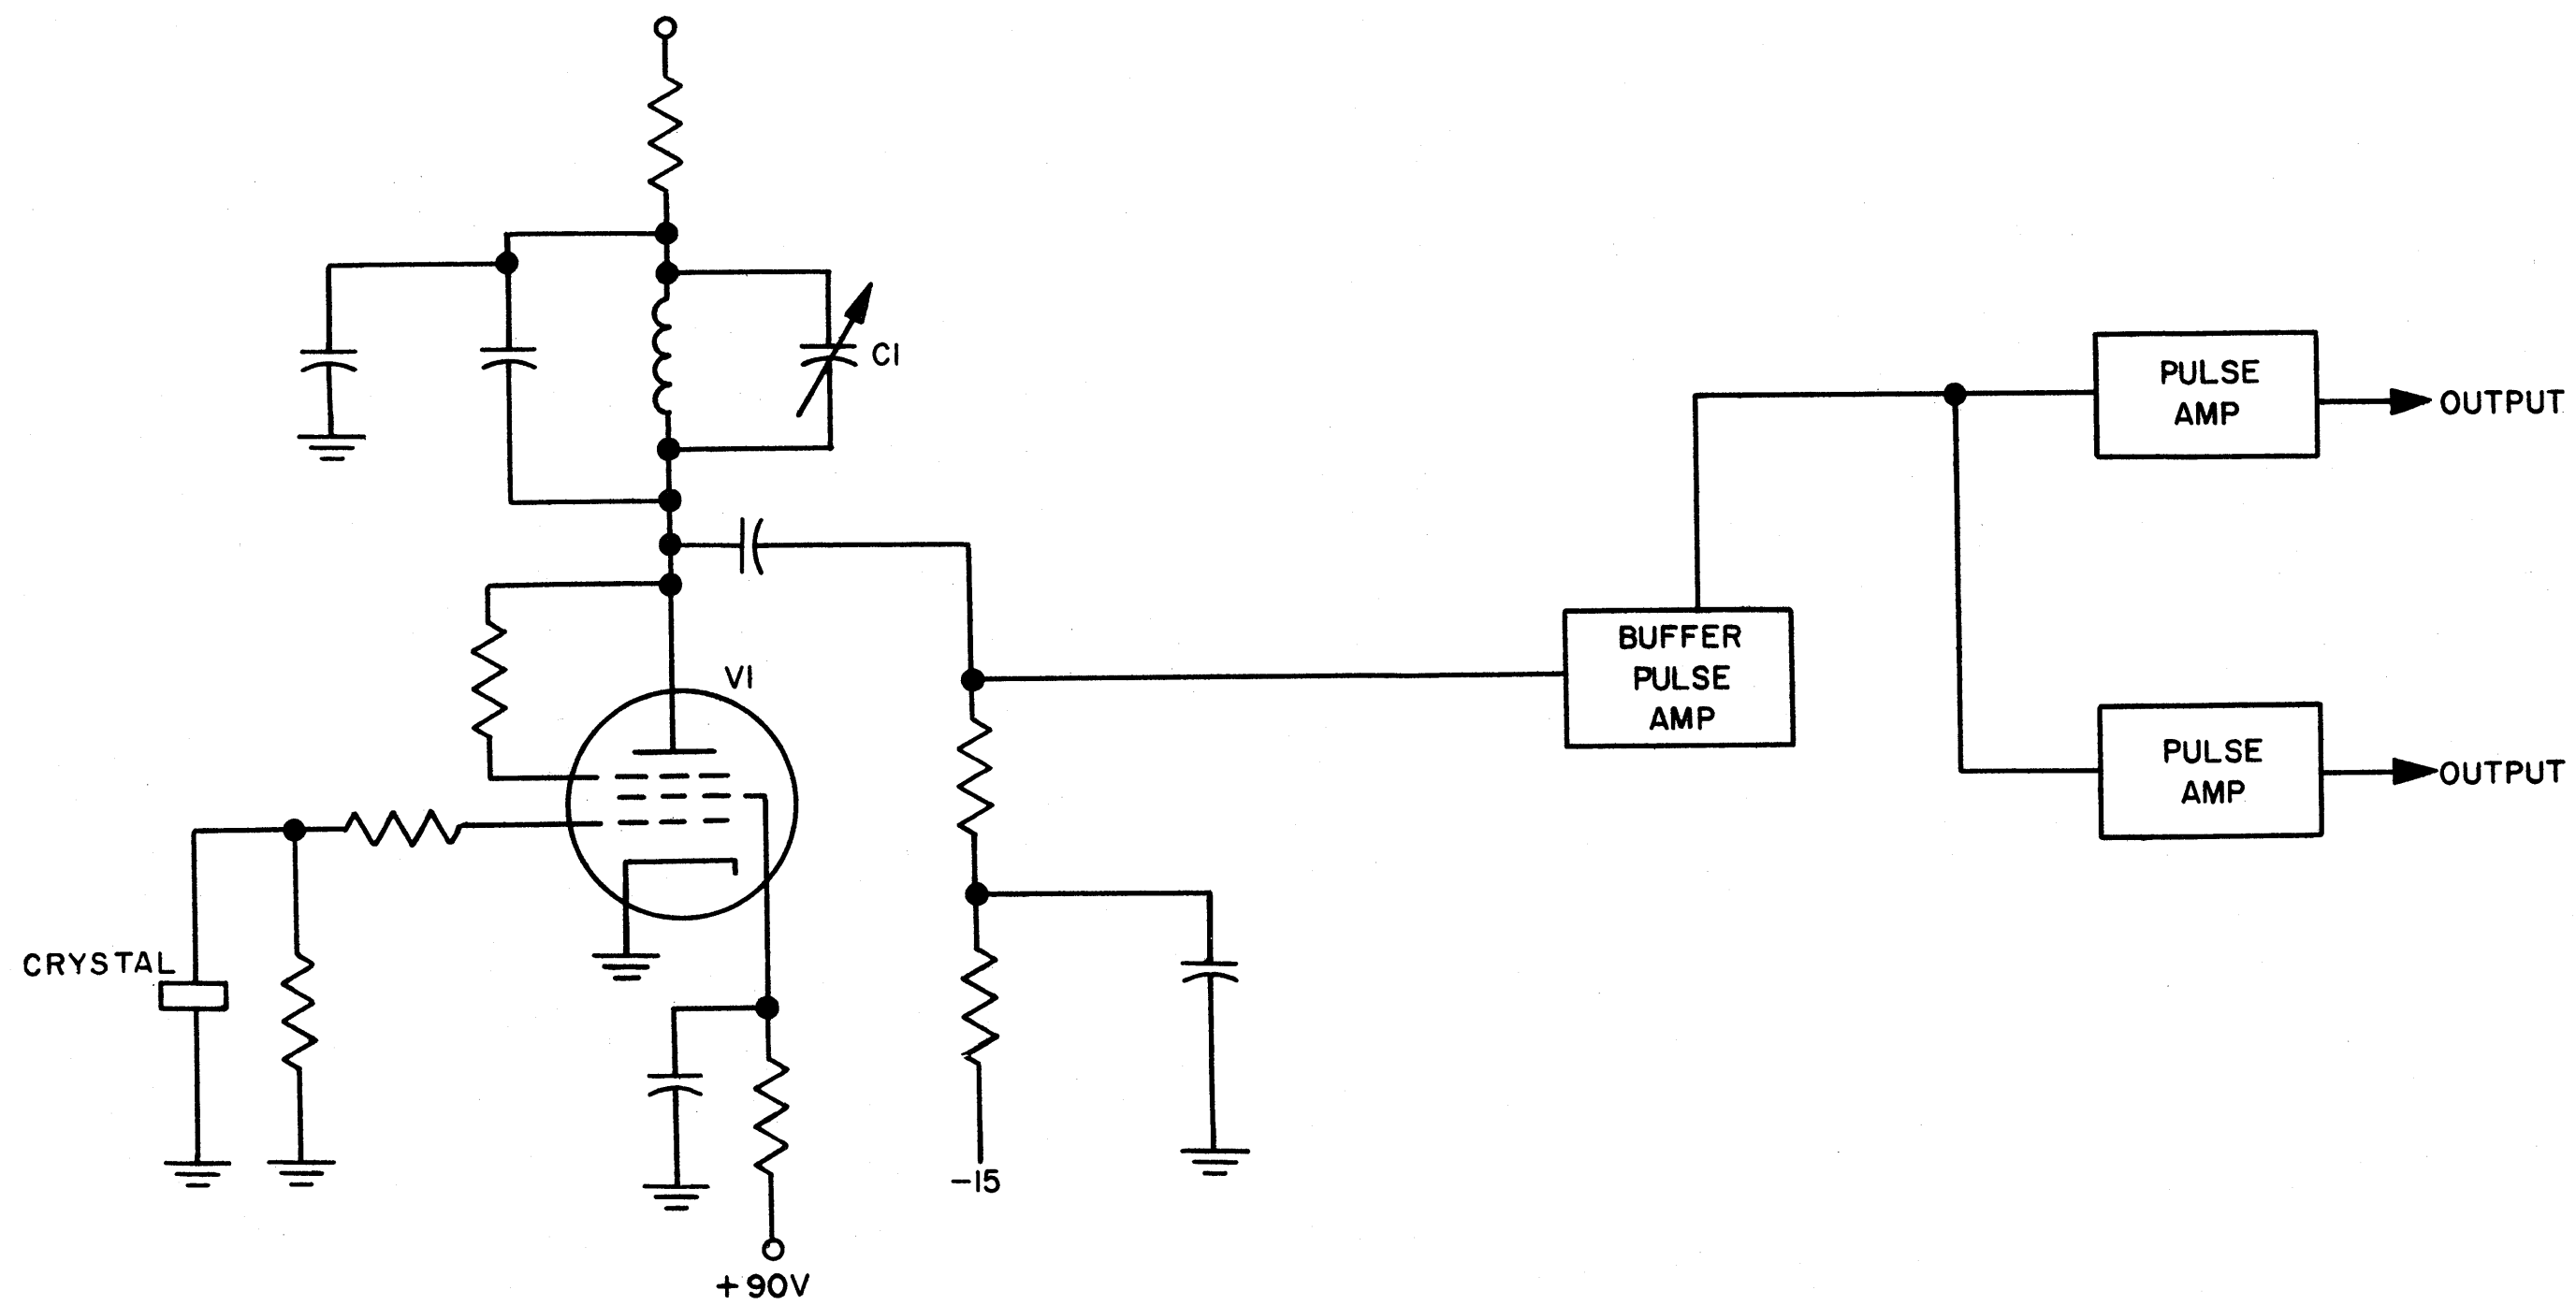 C1
PULSE
AMP
OUTPUT
BUFFER
PULSE
AMP
V1
PULSE
AMP
OUTPUT
CRYSTAL
-15
+90V